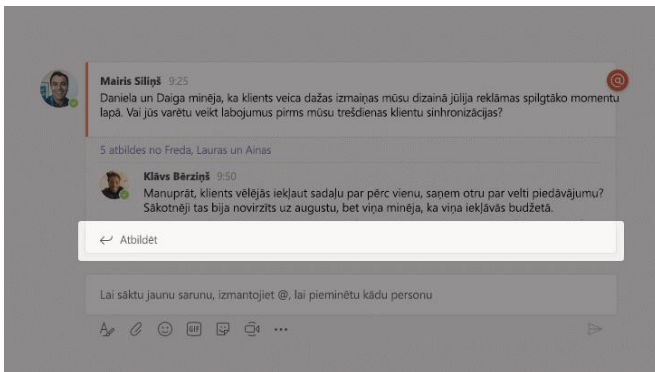 Mairis Siliņš 9:25
Daniela un Daiga minēja, ka klients veica dažas izmaiņas mūsu dizainā jūlija reklāmas spilgtāko momentu
lapā. Vai jūs varētu veikt labojumus pirms mūsu trešdienas klientu sinhronizācijas?
5 atbildes no Freda, Lauras un Ainas
Klāvs Bērziņš 9:50
Manuprāt, klients vēlējās iekļaut sadaļu par pērc vienu, saņem otru par velti piedāvājumu?
Sākotnēji tas bija novirzīts uz augustu, bet viņa minēja, ka viņa iekļāvās budžetā.
Atbildēt
Lai sāktu jaunu sarunu, izmantojiet @, lai pieminētu kādu personu
GIF